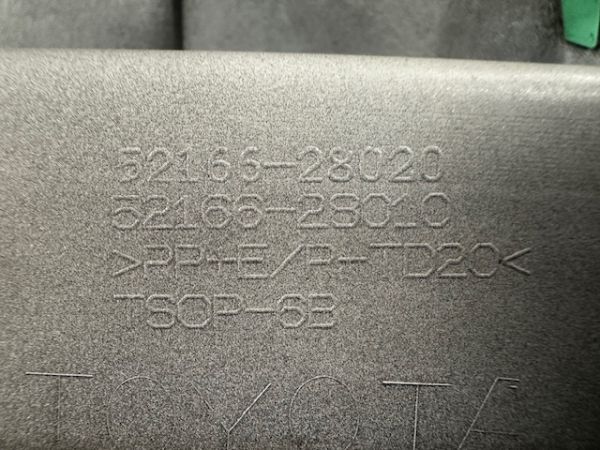 52166-28020
52166-28010
>PP+E/P-TD20<
TSOP-6B
TOYOTA